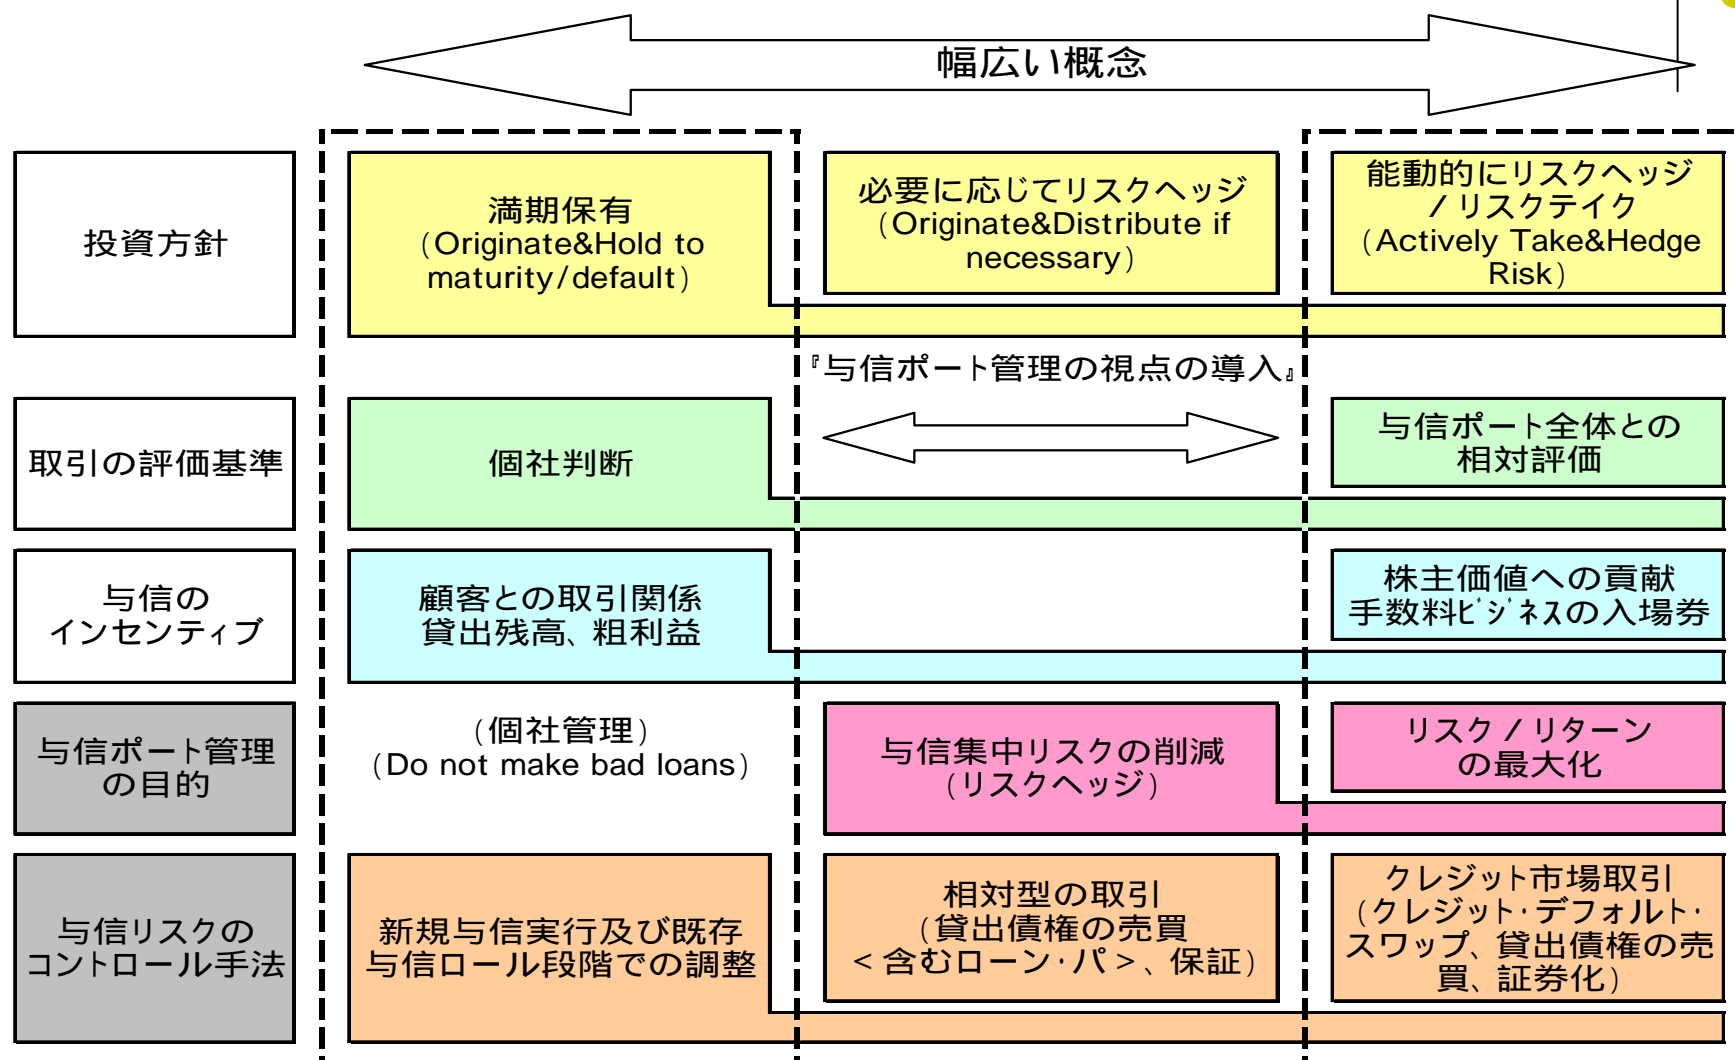 幅広い概念
投資方針
満期保有
(Originate&Hold to
maturity/default)
必要に応じてリスクヘッジ
(Originate&Distribute if
necessary)
能動的にリスクヘッジ
/リスクテイク
(Actively Take&Hedge
Risk)
『与信ポート管理の視点の導入』
取引の評価基準
個社判断
与信ポート全体との
相対評価
与信の
インセンティブ
顧客との取引関係
貸出残高、粗利益
株主価値への貢献
手数料ビジネスの入場券
与信ポート管理
の目的
(個社管理)
(Do not make bad loans)
与信集中リスクの削減
(リスクヘッジ)
リスク/リターン
の最大化
与信リスクの
コントロール手法
新規与信実行及び既存
与信ロール段階での調整
相対型の取引
(貸出債権の売買
<含むローン・パ>、保証)
クレジット市場取引
(クレジット・デフォルト・
スワップ、貸出債権の売
買、証券化)